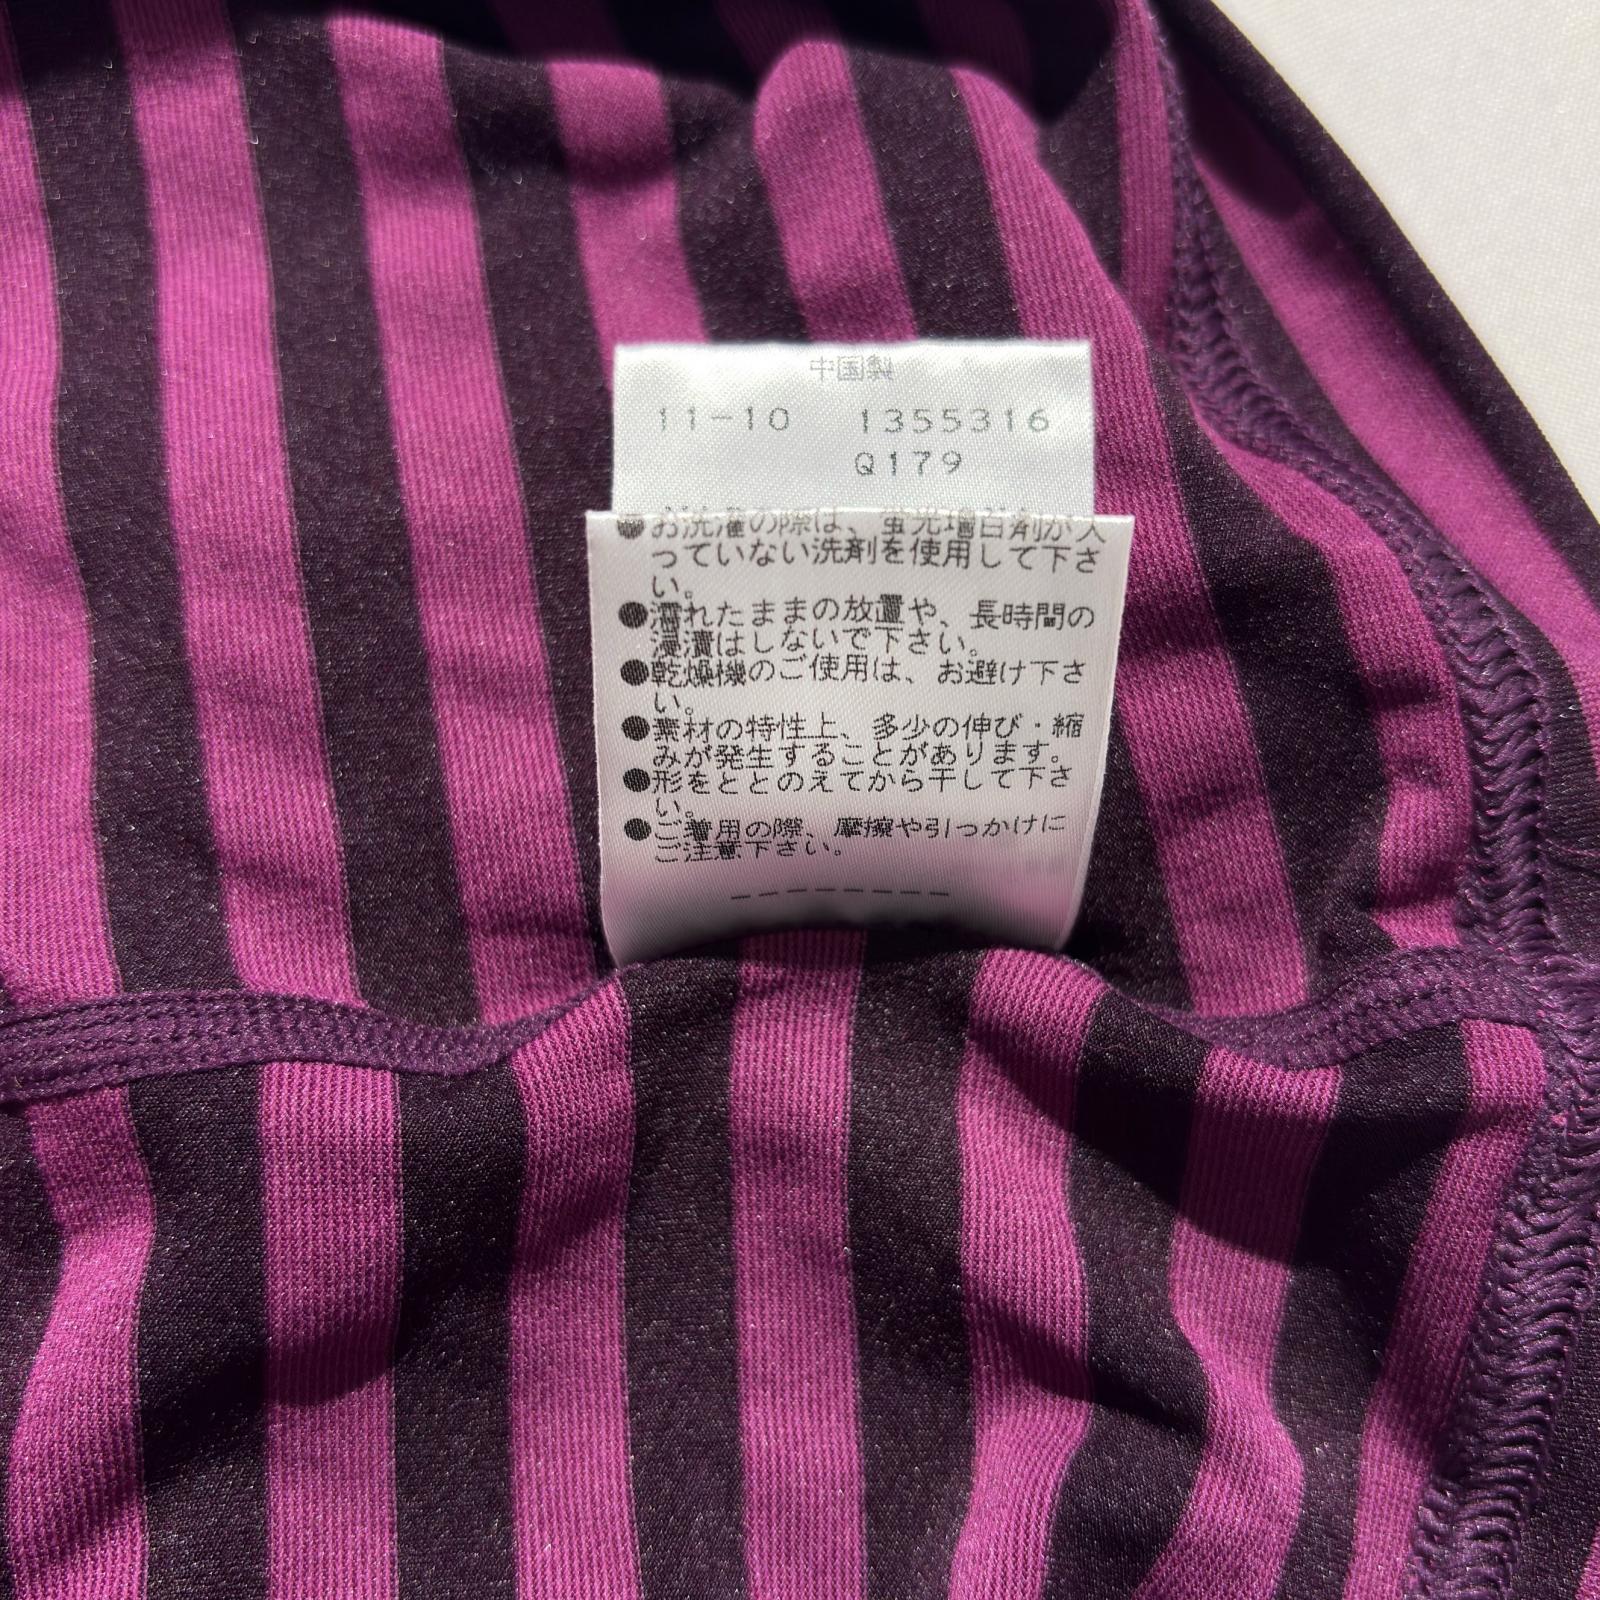 中国製
11-10 1355316
Q179
●お洗濯の際は、蛍光増白剤が入
っていない洗剤を使用して下さ
い。
●濡れたままの放置や、長時間の
浸漬はしないで下さい。
●乾燥機のご使用は、お避け下さ
い。
●素材の特性上、多少の伸び・縮
みが発生することがあります。
●形をととのえてから干して下さ
い。
●ご着用の際、摩擦や引っかけに
ご注意下さい。
--------